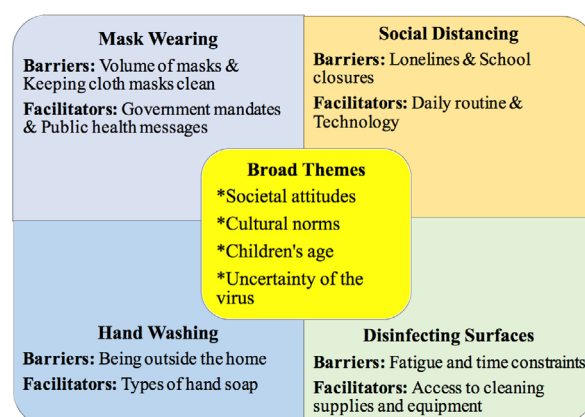 Mask Wearing
Barriers: Volume of masks &
Keeping cloth masks clean
Facilitators: Government mandates
& Public health messages
Social Distancing
Barriers: Lonelines & School
closures
Facilitators: Daily routine &
Technology
Broad Themes
*Societal attitudes
*Cultural norms
*Children's age
*Uncertainty of the
virus
Hand Washing
Barriers: Being outside the home
Facilitators: Types of hand soap
Disinfecting Surfaces
Barriers: Fatigue and time constraints
Facilitators: Access to cleaning
supplies and equipment